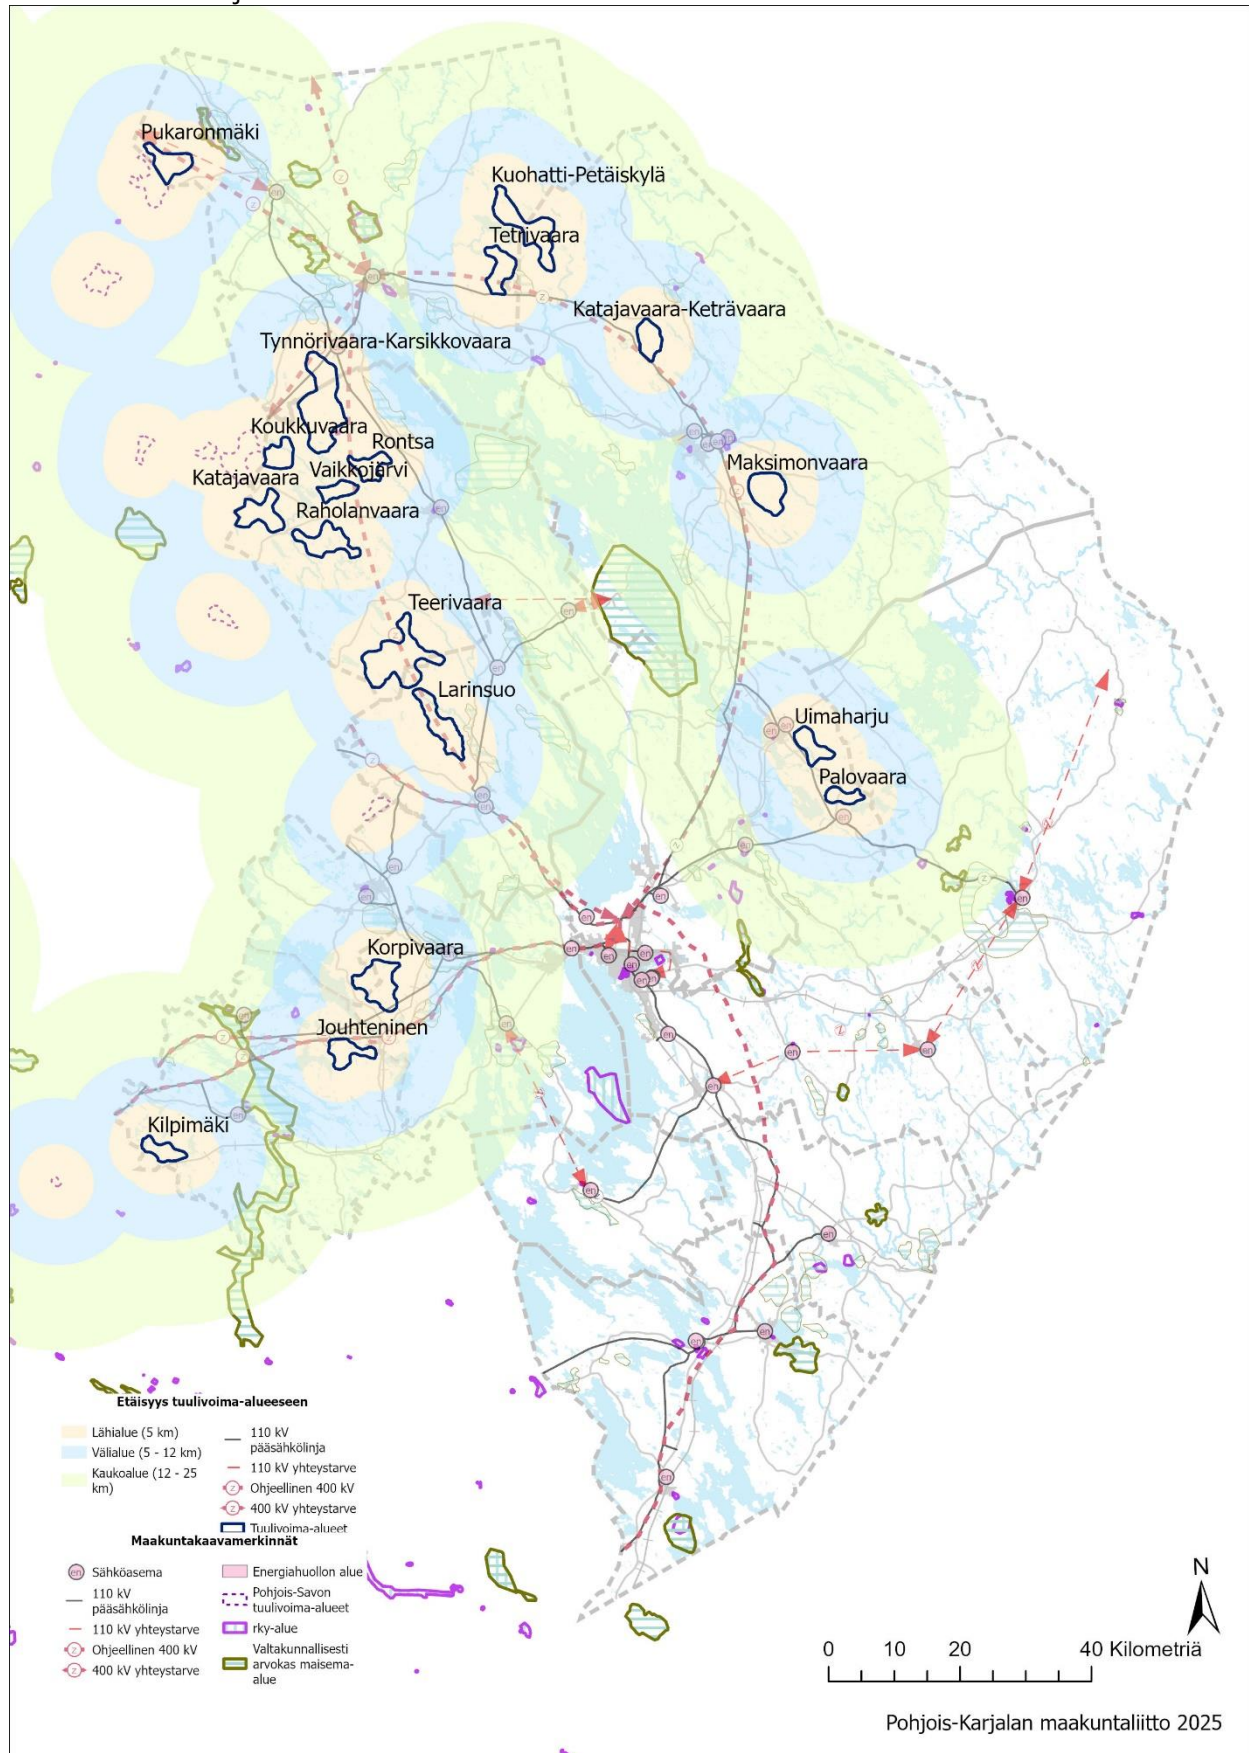 Pukaronmäki
Kuohatti-Petäiskylä
Tetrivaara
Katajavaara-Keträvaara
Tynnörivaara-Karsikkovaara
Koukkuvaara
Rontsa
Vaikkojärvi
Katajavaara
Maksimonvaara
Raholanvaara
Teerivaara
Larinsuo
Uimaharju
Palovaara
Korpivaara
Jouhteninen
Kilpimäki
Etäisyys tuulivoima-alueeseen
Lähialue (5 km)
Välialue (5 - 12 km)
Kaukoalue (12 - 25
km)
110 kV
pääsähkölinja
110 kV yhteystarve
Ohjeellinen 400 kV
400 kV yhteystarve
Tuulivoima-alueet
Maakuntakaavamerkinnät
en Sähköasema
110 kV
pääsähkölinja
110 kV yhteystarve
z Ohjeellinen 400 kV
z 400 kV yhteystarve
Energiahuollon alue
Pohjois-Savon
tuulivoima-alueet
rky-alue
Valtakunnallisesti
arvokas maisema-
alue
N
0 10 20 40 Kilometriä
Pohjois-Karjalan maakuntaliitto 2025